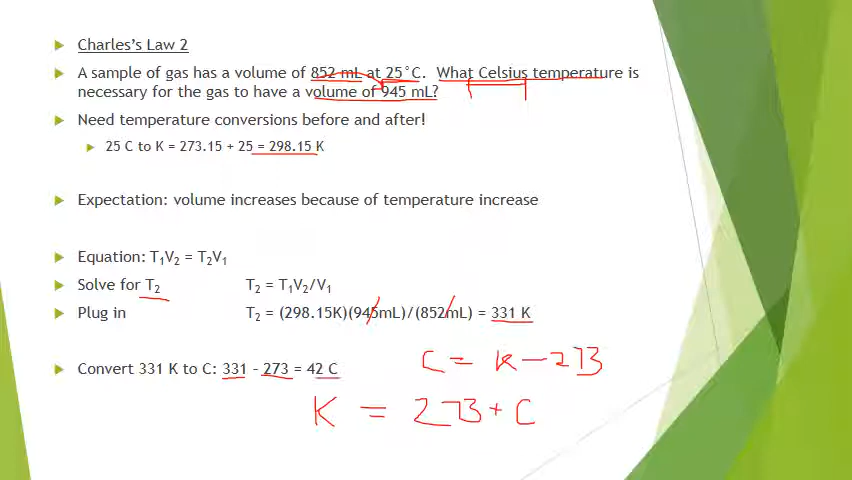 Charles's Law 2
A sample of gas has a volume of 852 mL at 25°C. What Celsius temperature is
necessary for the gas to have a volume of 945 mL?
Need temperature conversions before and after!
25 C to K = 273.15 + 25 = 298.15 K
Expectation: volume increases because of temperature increase
Equation: T₁V₂ = T₂V₁
Solve for T₂ T₂ = T₁V₂/V₁
Plug in T₂ = (298.15K)(945mL)/(852mL) = 331 K
Convert 331 K to C: 331 – 273 = 42 C
C = K - 273
K = 273 + C